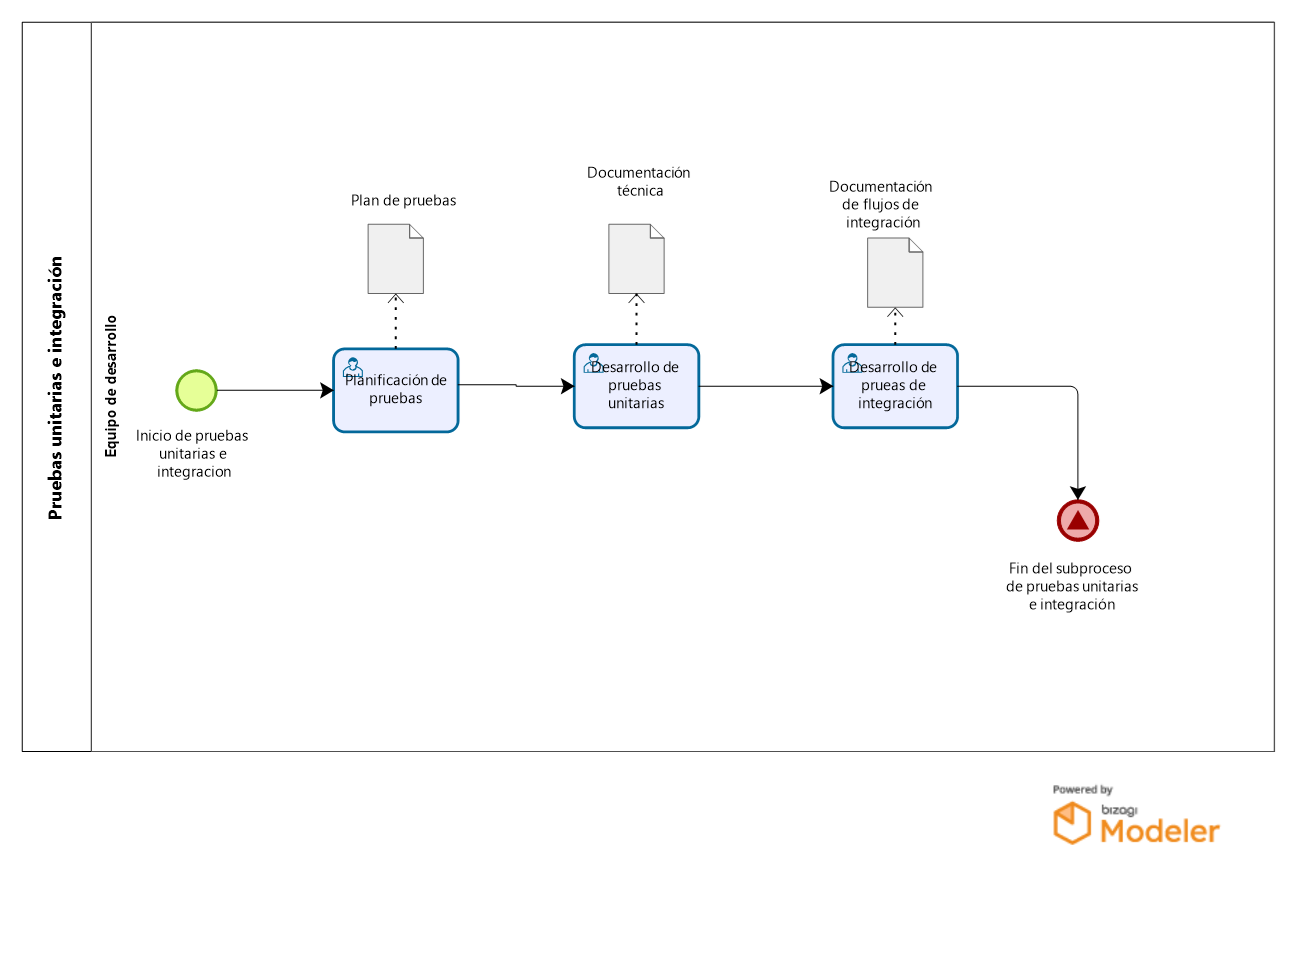 Pruebas unitarias e integración
Equipo de desarrollo
Inicio de pruebas
unitarias e
integracion
Plan de pruebas
Planificación de
pruebas
Documentación
técnica
Desarrollo de
pruebas
unitarias
Documentación
de flujos de
integración
Desarrollo de
prueas de
integración
Fin del subproceso
de pruebas unitarias
e integración
Powered by
bizagi
Modeler